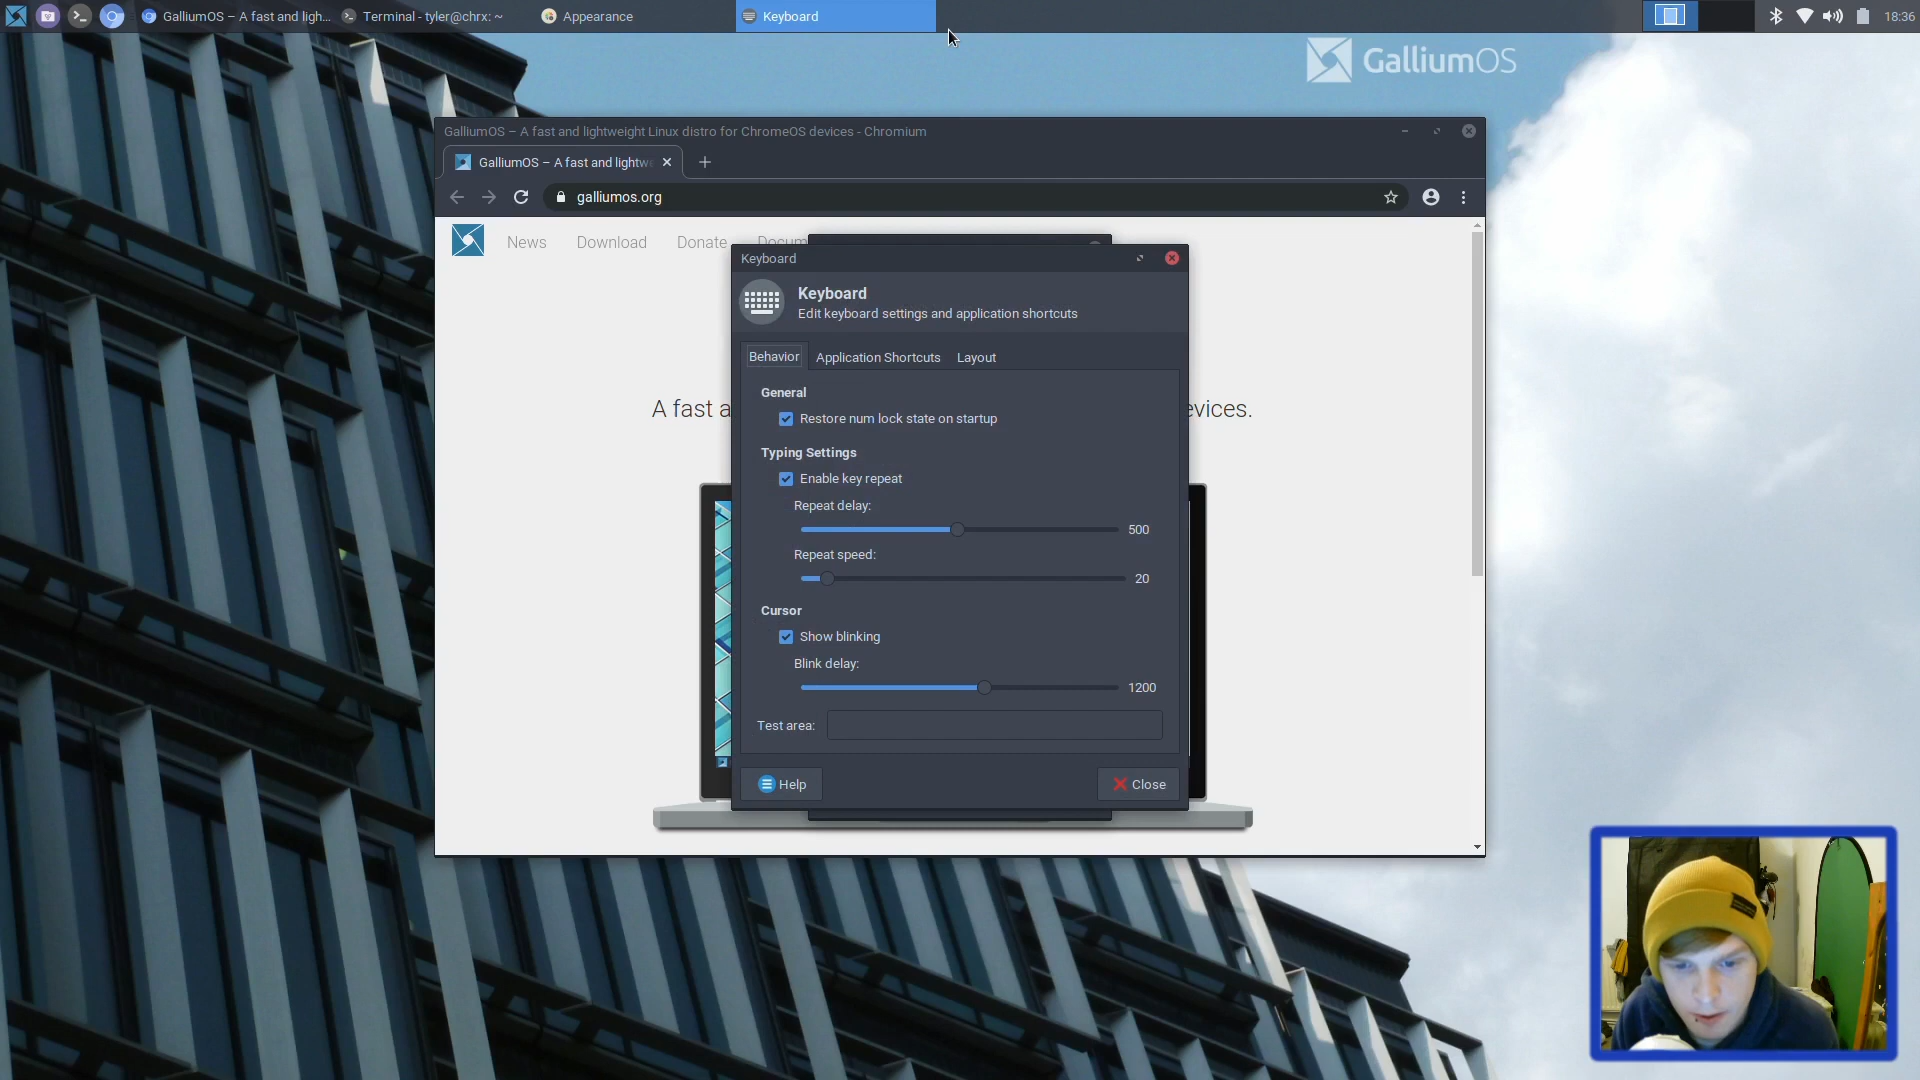 GalliumOS – A fast and ligh...
Terminal - tyler@chrx: ~
Appearance
Keyboard
18:36
GalliumOS
GalliumOS – A fast and lightweight Linux distro for ChromeOS devices - Chromium
GalliumOS – A fast and lightw
galliumos.org
News
Download
Donate
Docum
Keyboard
Keyboard
Edit keyboard settings and application shortcuts
Behavior
Application Shortcuts
Layout
General
A fast a
evices.
Restore num lock state on startup
Typing Settings
Enable key repeat
Repeat delay:
500
Repeat speed:
20
Cursor
Show blinking
Blink delay:
1200
Test area:
Help
Close